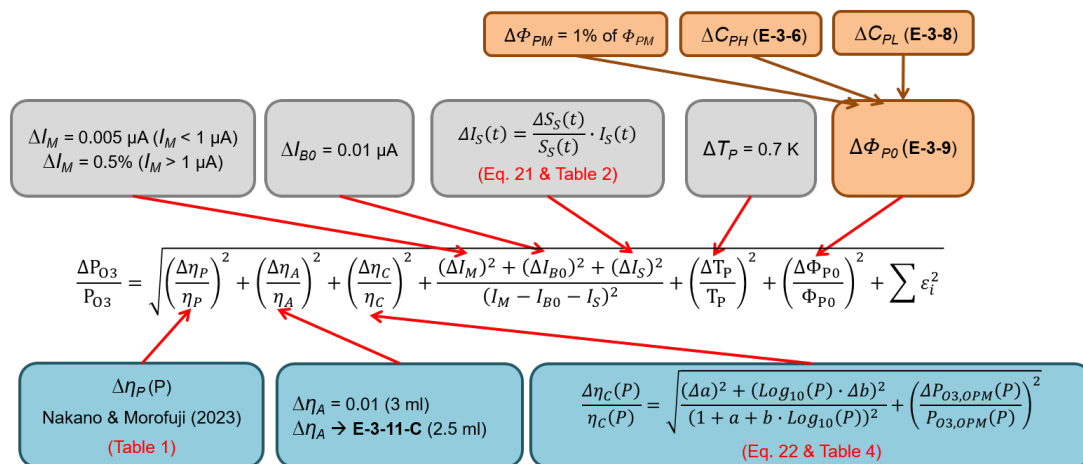 ΔΦ_PM = 1% of Φ_PM
ΔC_PH (E-3-6)
ΔC_PL (E-3-8)
ΔI_M = 0.005 µA (I_M < 1 µA)
ΔI_M = 0.5% (I_M > 1 µA)
ΔI_B0 = 0.01 µA
ΔI_S(t) = ΔS_S(t)/S_S(t) · I_S(t)
(Eq. 21 & Table 2)
ΔT_P = 0.7 K
ΔΦ_P0 (E-3-9)
ΔP_O3/P_O3 = √((Δη_P/η_P)² + (Δη_A/η_A)² + (Δη_C/η_C)² + ((ΔI_M)² + (ΔI_B0)² + (ΔI_S)²)/(I_M − I_B0 − I_S)² + (ΔT_P/T_P)² + (ΔΦ_P0/Φ_P0)² + ∑ ε_i²)
Δη_P (P)
Nakano & Morofuji (2023)
(Table 1)
Δη_A = 0.01 (3 ml)
Δη_A → E-3-11-C (2.5 ml)
Δη_C(P)/η_C(P) = √(((Δa)² + (Log₁₀(P) · Δb)²)/(1 + a + b · Log₁₀(P))² + (ΔP_O3,OPM(P)/P_O3,OPM(P))²)
(Eq. 22 & Table 4)